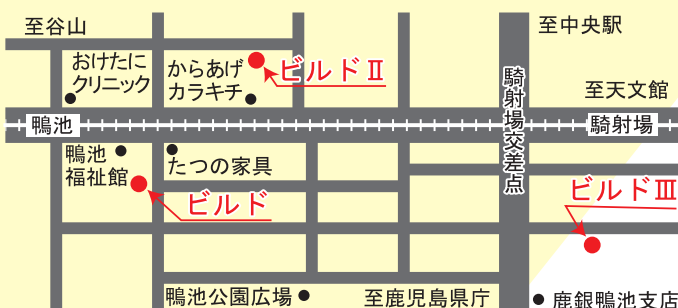 至谷山
至中央駅
おけたに
クリニック
からあげ
カラキチ
ビルドⅡ
騎射場交差点
至天文館
鴨池
騎射場
鴨池
福祉館
たつの家具
ビルド
ビルドⅢ
鴨池公園広場
至鹿児島県庁
鹿銀鴨池支店